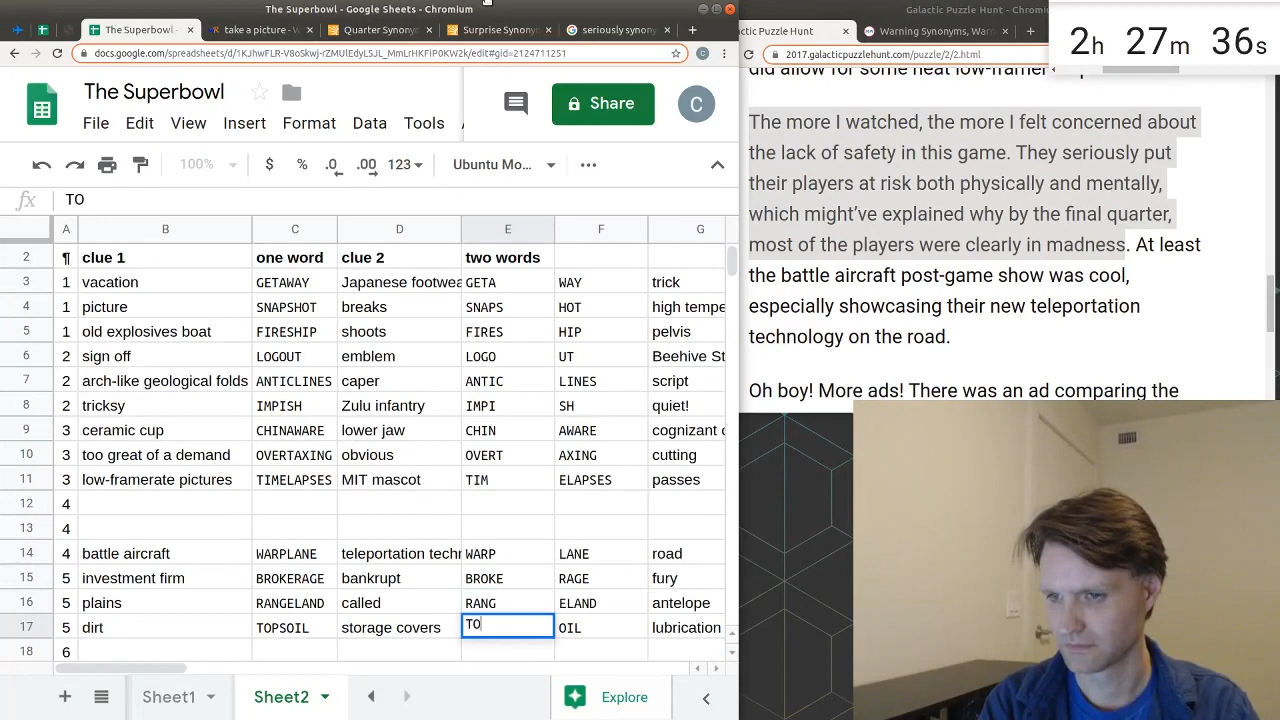 The Superbowl - Google Sheets - Chromium
Galactic Puzzle Hunt - Chromiu
The Superbowl -
take a picture - W
Quarter Synonym
Surprise Synonym
seriously synony
actic Puzzle Hunt
Warning Synonyms, Warn
docs.google.com/spreadsheets/d/1KJhwFLR-V8oSkwj-rZMUlEdyLSJL_MmLrHKFiP0KW2k/edit#gid=2124711251
2017.galacticpuzzlehunt.com/puzzle/2/2.html
2h 27m 36s
The Superbowl
File Edit View Insert Format Data Tools
Share
C
100%
$ % .0 .00 123
Ubuntu Mo...
fx TO
A B C D E F G
2 ¶ clue 1 one word clue 2 two words
3 1 vacation GETAWAY Japanese footwea GETA WAY trick
4 1 picture SNAPSHOT breaks SNAPS HOT high tempe
5 1 old explosives boat FIRESHIP shoots FIRES HIP pelvis
6 2 sign off LOGOUT emblem LOGO UT Beehive St
7 2 arch-like geological folds ANTICLINES caper ANTIC LINES script
8 2 tricksy IMPISH Zulu infantry IMPI SH quiet!
9 3 ceramic cup CHINAWARE lower jaw CHIN AWARE cognizant o
10 3 too great of a demand OVERTAXING obvious OVERT AXING cutting
11 3 low-framerate pictures TIMELAPSES MIT mascot TIM ELAPSES passes
12 4
13 4
14 4 battle aircraft WARPLANE teleportation techn WARP LANE road
15 5 investment firm BROKERAGE bankrupt BROKE RAGE fury
16 5 plains RANGELAND called RANG ELAND antelope
17 5 dirt TOPSOIL storage covers TO OIL lubrication
18 6
Sheet1
Sheet2
Explore
The more I watched, the more I felt concerned about
the lack of safety in this game. They seriously put
their players at risk both physically and mentally,
which might've explained why by the final quarter,
most of the players were clearly in madness. At least
the battle aircraft post-game show was cool,
especially showcasing their new teleportation
technology on the road.
Oh boy! More ads! There was an ad comparing the